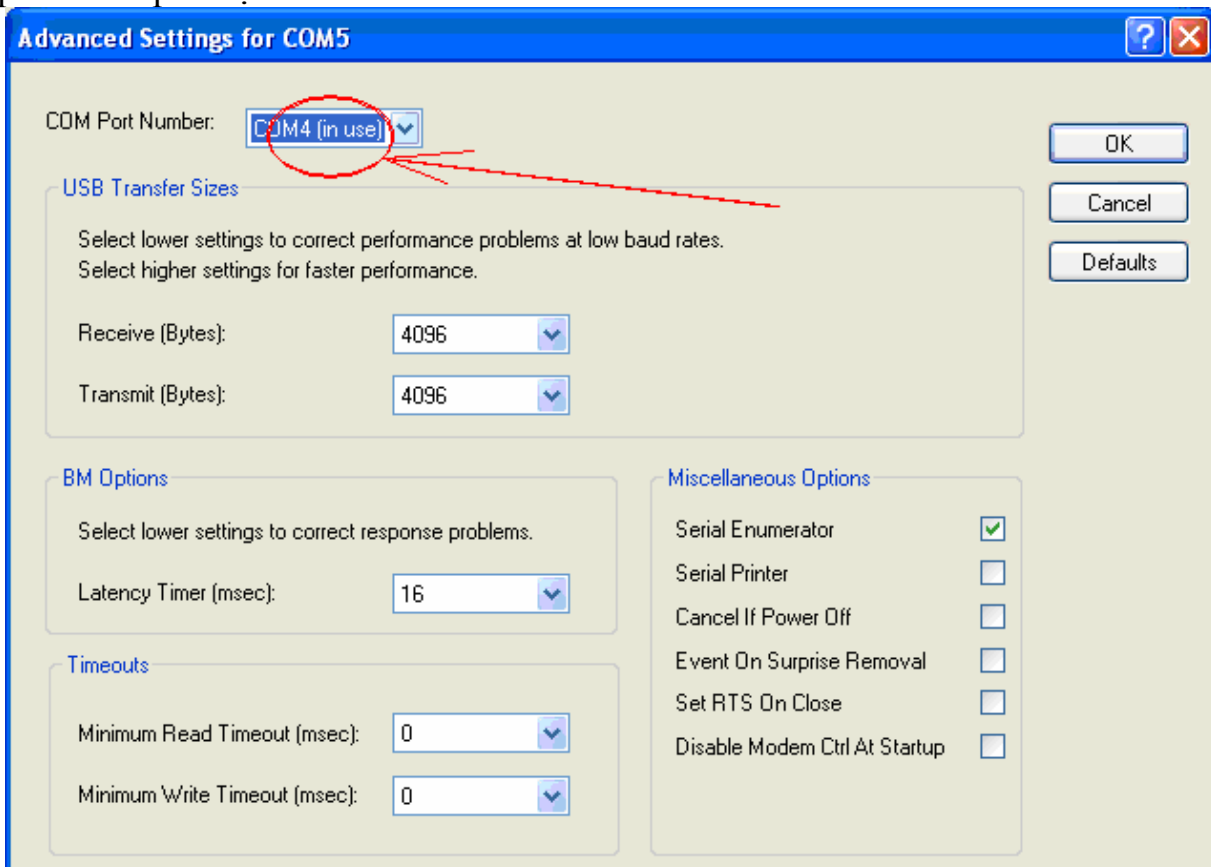 Advanced Settings for COM5
COM Port Number: COM4 (in use)
OK
USB Transfer Sizes
Cancel
Select lower settings to correct performance problems at low baud rates.
Select higher settings for faster performance.
Defaults
Receive (Bytes): 4096
Transmit (Bytes): 4096
BM Options
Select lower settings to correct response problems.
Latency Timer (msec): 16
Timeouts
Minimum Read Timeout (msec): 0
Minimum Write Timeout (msec): 0
Miscellaneous Options
Serial Enumerator
Serial Printer
Cancel If Power Off
Event On Surprise Removal
Set RTS On Close
Disable Modem Ctrl At Startup